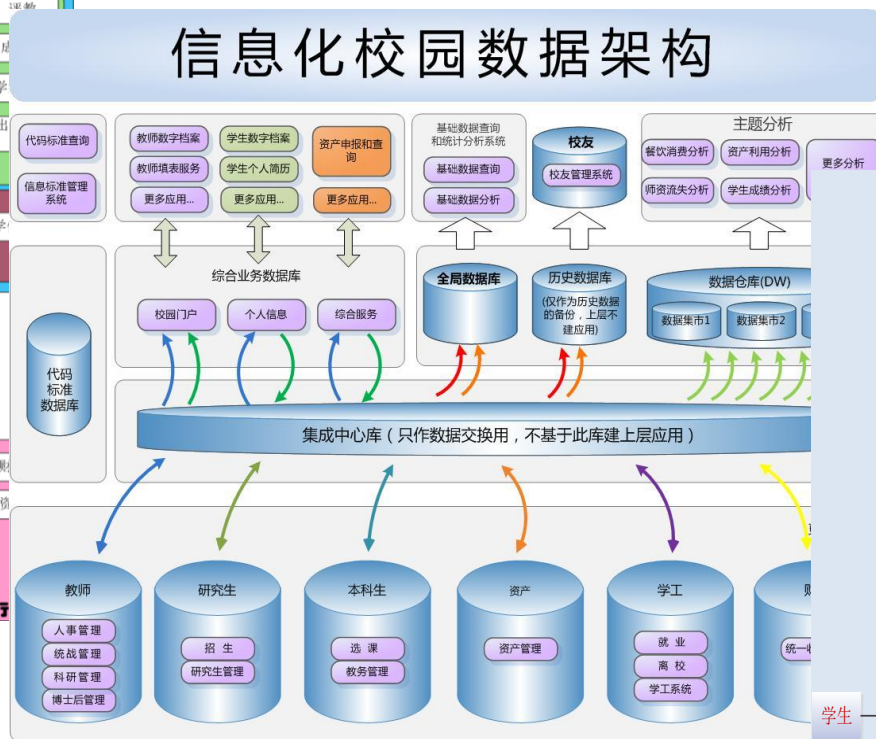 评教
信息化校园数据架构
代码标准查询
信息标准管理
系统
教师数字档案
学生数字档案
资产申报和查
询
教师填表服务
学生个人简历
更多应用...
更多应用...
更多应用...
基础数据查询
和统计分析系统
基础数据查询
基础数据分析
校友
校友管理系统
主题分析
餐饮消费分析
资产利用分析
更多分析
师资流失分析
学生成绩分析
代码
标准
数据库
综合业务数据库
校园门户
个人信息
综合服务
全局数据库
历史数据库
(仅作为历史数据
的备份，上层不
建应用)
数据仓库(DW)
数据集市1
数据集市2
集成中心库（只作数据交换用，不基于此库建上层应用）
教师
人事管理
统战管理
科研管理
博士后管理
研究生
招 生
研究生管理
本科生
选 课
教务管理
资产
资产管理
学工
就 业
离 校
学工系统
统一
学生